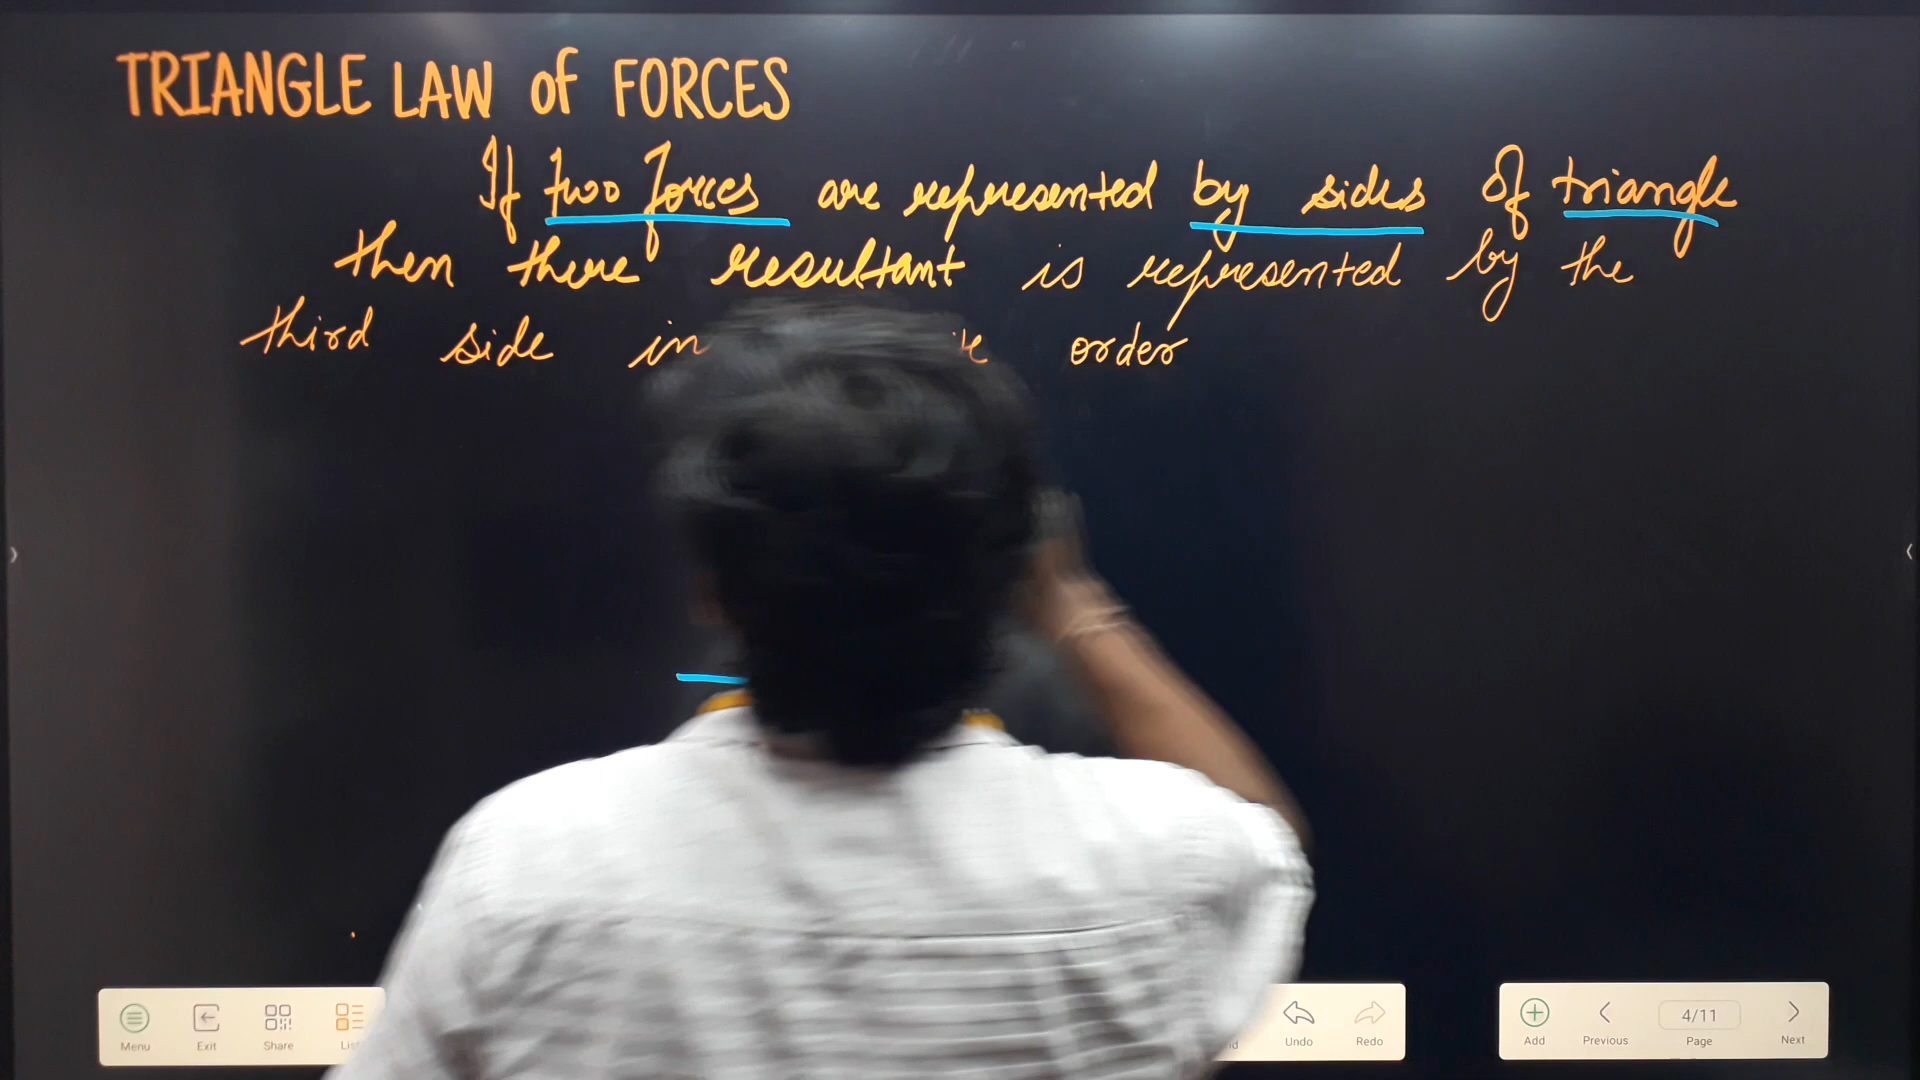 TRIANGLE LAW of FORCES
If two forces are represented by sides of triangle
then there resultant is represented by the
third side in order
Menu Exit Share Undo Redo Add Previous 4/11 Page Next